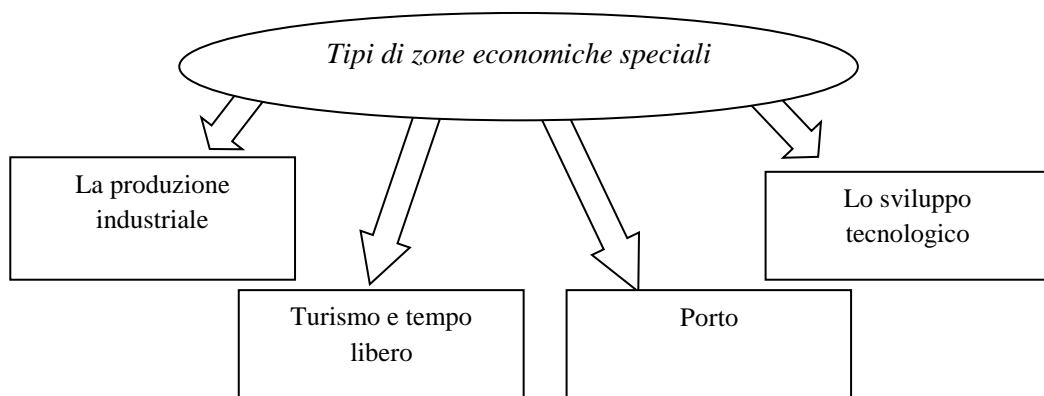 Tipi di zone economiche speciali
La produzione
industriale
Lo sviluppo
tecnologico
Turismo e tempo
libero
Porto